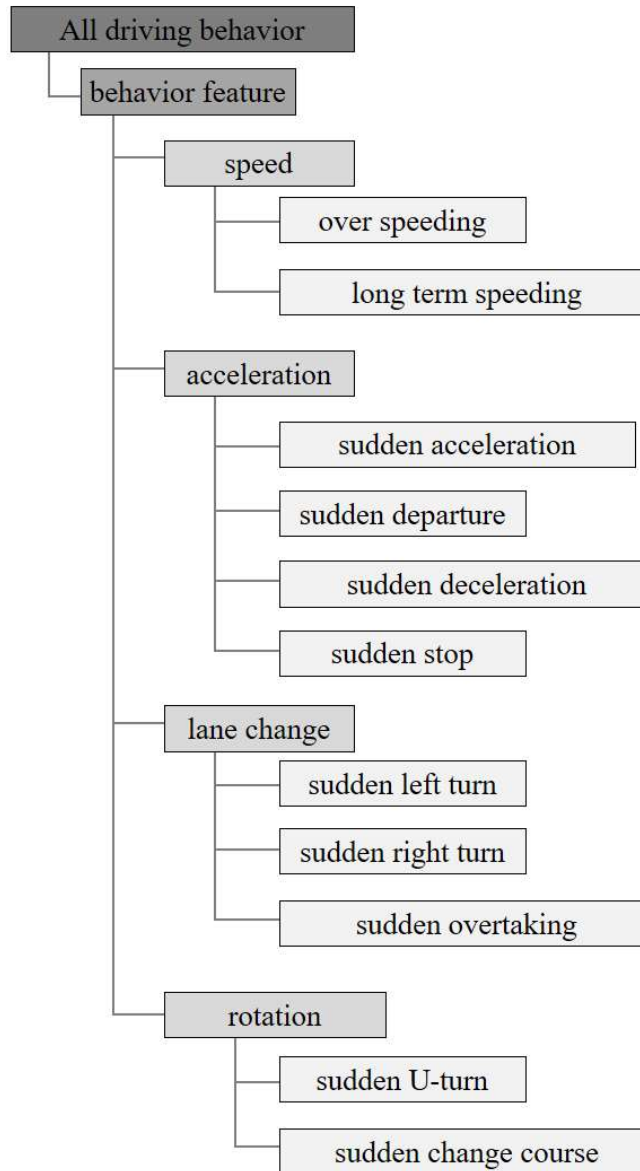 All driving behavior
behavior feature
speed
over speeding
long term speeding
acceleration
sudden acceleration
sudden departure
sudden deceleration
sudden stop
lane change
sudden left turn
sudden right turn
sudden overtaking
rotation
sudden U-turn
sudden change course